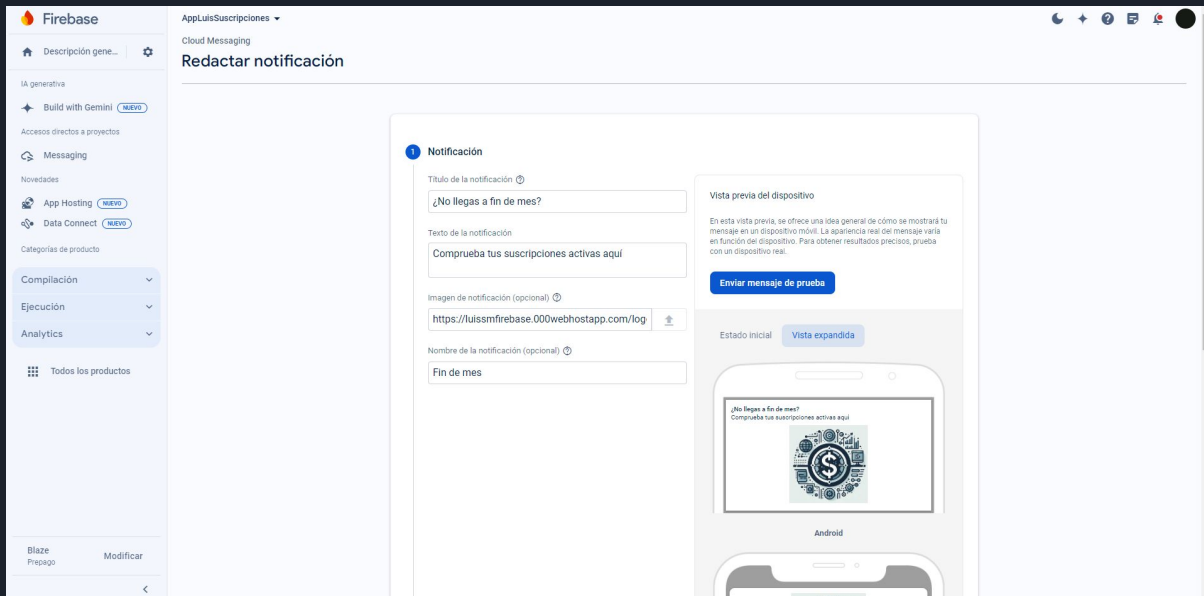 Firebase
Descripción gene...
IA generativa
Build with Gemini NUEVO
Accesos directos a proyectos
Messaging
Novedades
App Hosting NUEVO
Data Connect NUEVO
Categorías de producto
Compilación
Ejecución
Analytics
Todos los productos
Blaze
Prepago
Modificar
AppLuisSuscripciones
Cloud Messaging
Redactar notificación
1 Notificación
Título de la notificación
¿No llegas a fin de mes?
Texto de la notificación
Comprueba tus suscripciones activas aquí
Imagen de notificación (opcional)
https://luissmfirebase.000webhostapp.com/log
Nombre de la notificación (opcional)
Fin de mes
Vista previa del dispositivo
En esta vista previa, se ofrece una idea general de cómo se mostrará tu
mensaje en un dispositivo móvil. La apariencia real del mensaje varía
en función del dispositivo. Para obtener resultados precisos, prueba
con un dispositivo real.
Enviar mensaje de prueba
Estado inicial
Vista expandida
¿No llegas a fin de mes?
Comprueba tus suscripciones activas aquí
$
Android